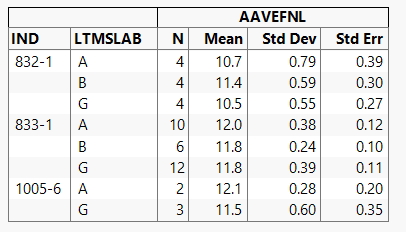 AAVEFNL
IND LTMSLAB N Mean Std Dev Std Err
832-1 A 4 10.7 0.79 0.39
B 4 11.4 0.59 0.30
G 4 10.5 0.55 0.27
833-1 A 10 12.0 0.38 0.12
B 6 11.8 0.24 0.10
G 12 11.8 0.39 0.11
1005-6 A 2 12.1 0.28 0.20
G 3 11.5 0.60 0.35